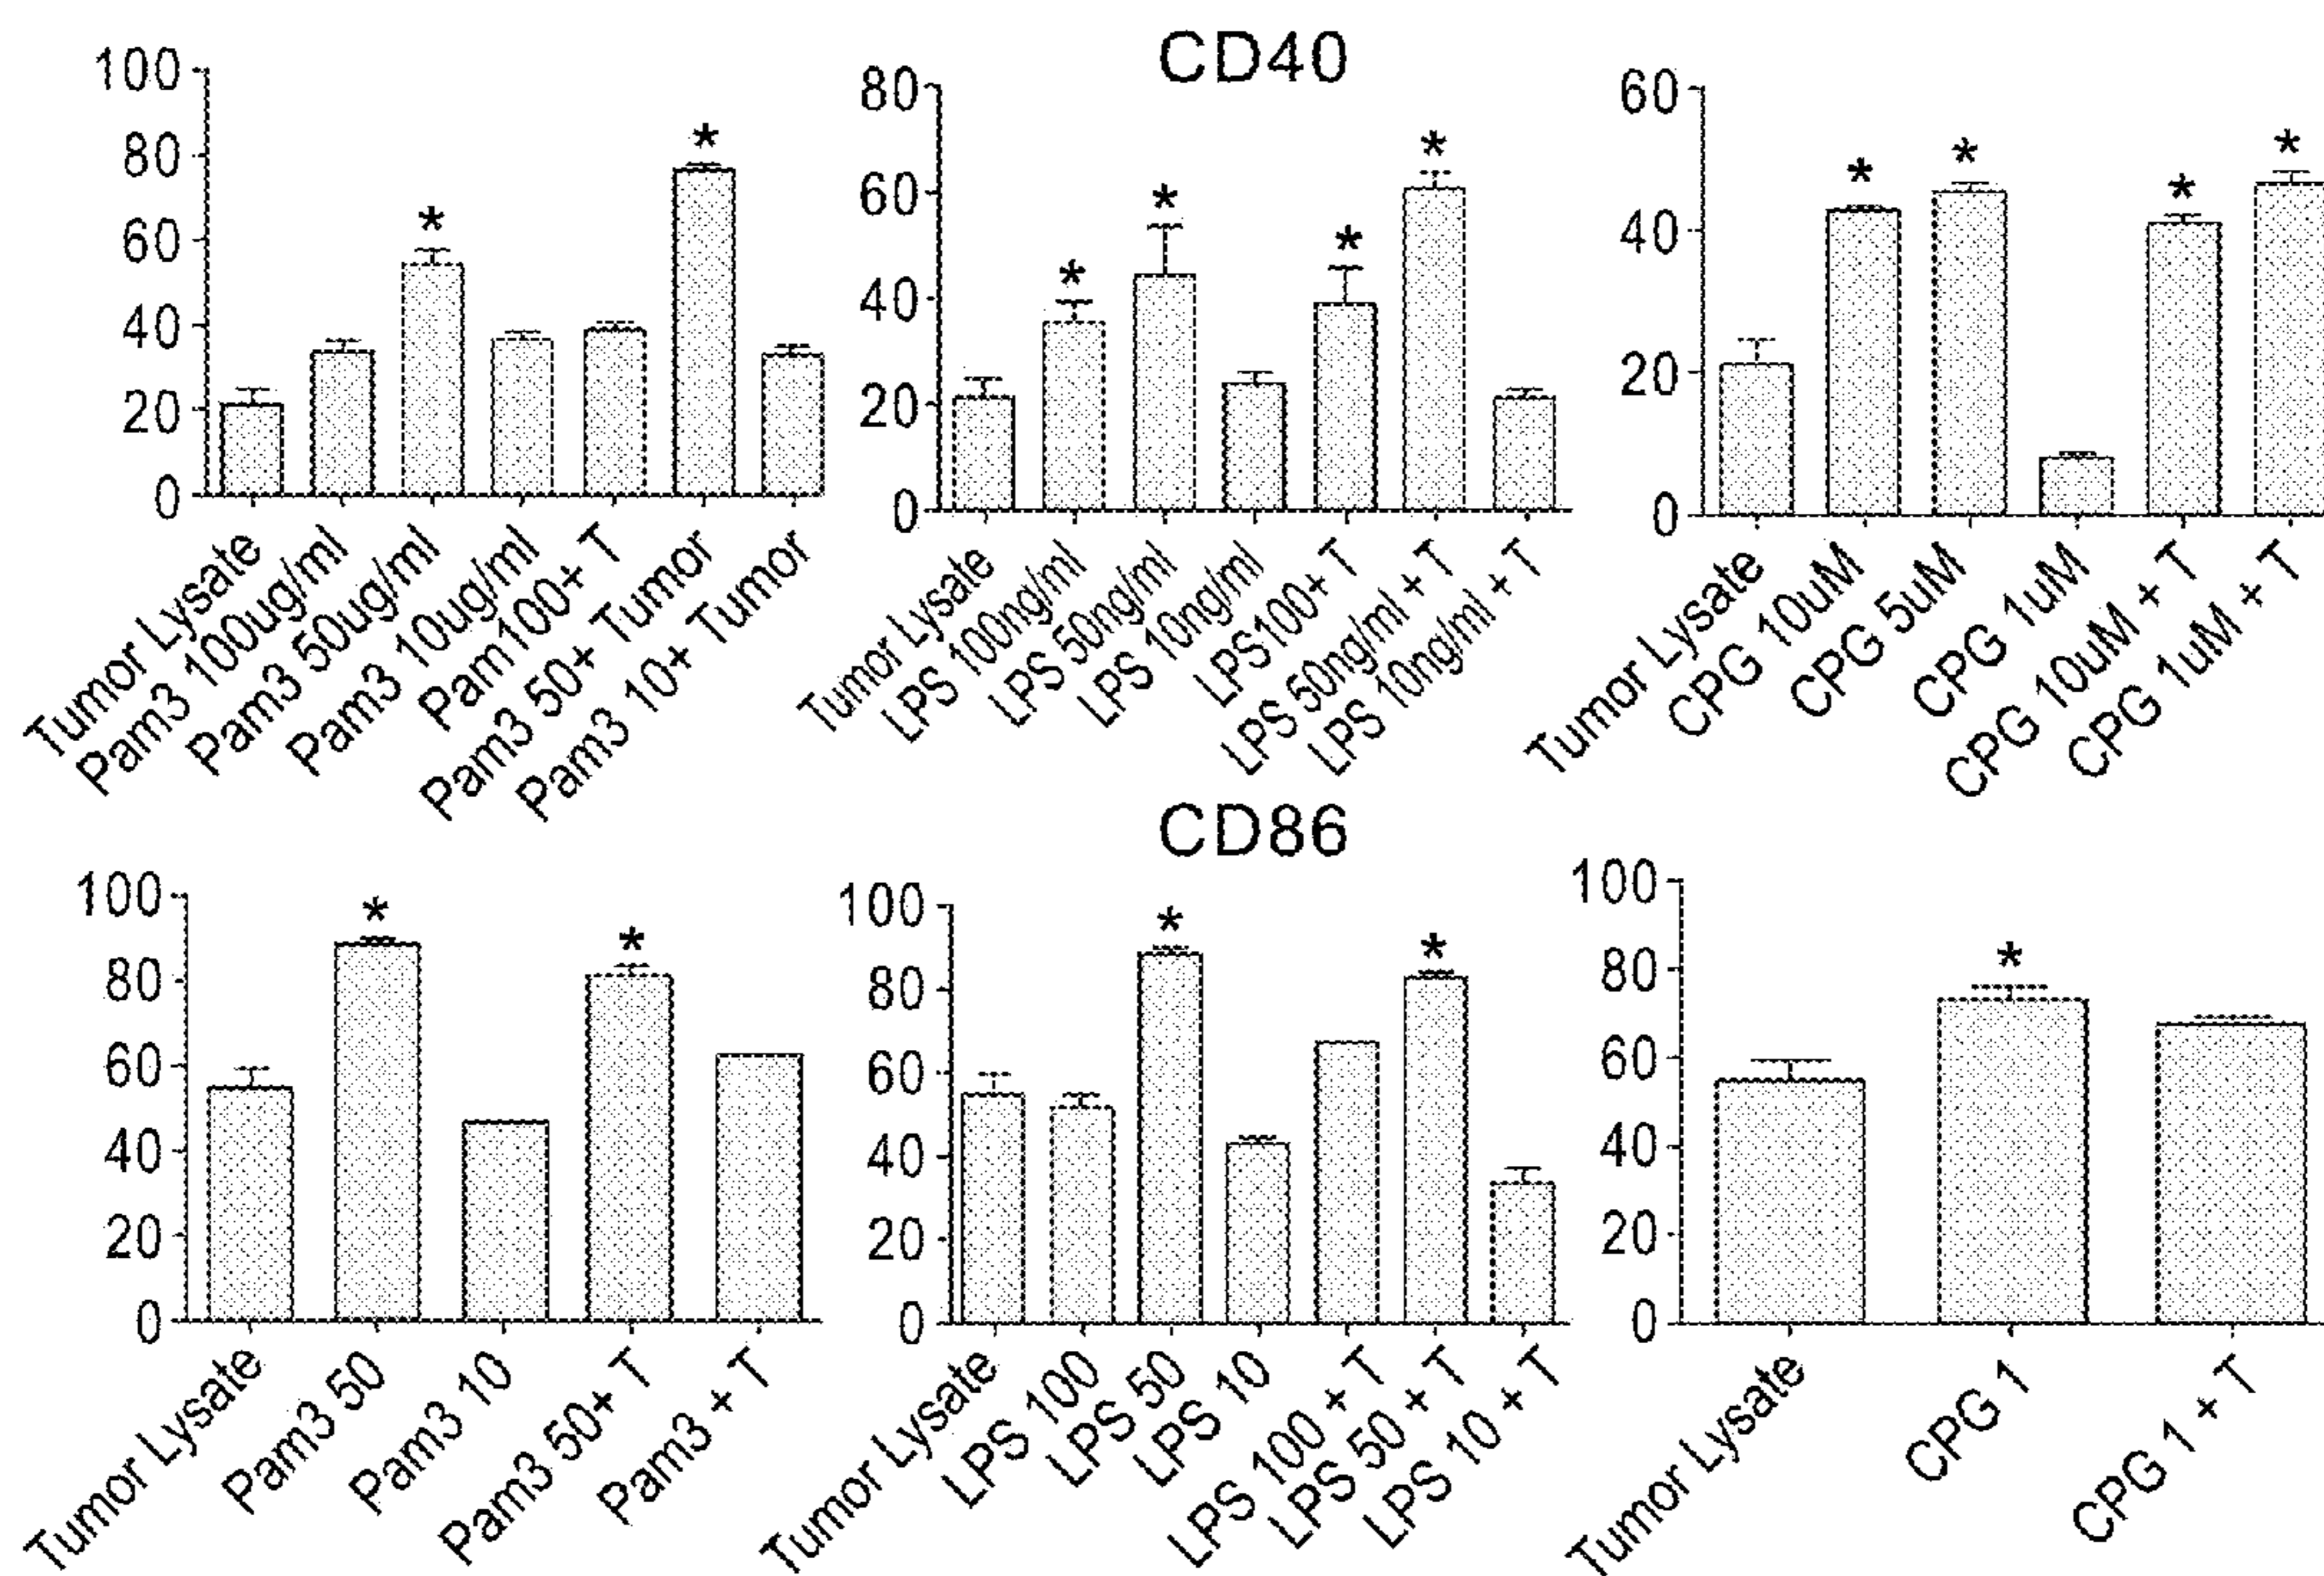 CD40
100
80
60
40
20
0
*
*
Tumor Lysate
Pam3 100ug/ml
Pam3 50ug/ml
Pam3 10ug/ml
Pam100+ T
Pam3 50+ Tumor
Pam3 10+ Tumor
80
60
40
20
0
*
*
*
*
Tumor Lysate
LPS 100ng/ml
LPS 50ng/ml
LPS 10ng/ml
LPS100+ T
LPS 50ng/ml + T
LPS 10ng/ml + T
60
40
20
0
*
*
*
*
Tumor Lysate
CPG 10uM
CPG 5uM
CPG 1uM
CPG 10uM + T
CPG 1uM + T
CD86
100
80
60
40
20
0
*
*
Tumor Lysate
Pam3 50
Pam3 10
Pam3 50+ T
Pam3 + T
100
80
60
40
20
0
*
*
Tumor Lysate
LPS 100
LPS 50
LPS 10
LPS 100 + T
LPS 50 + T
LPS 10 + T
100
80
60
40
20
0
*
Tumor Lysate
CPG 1
CPG 1 + T